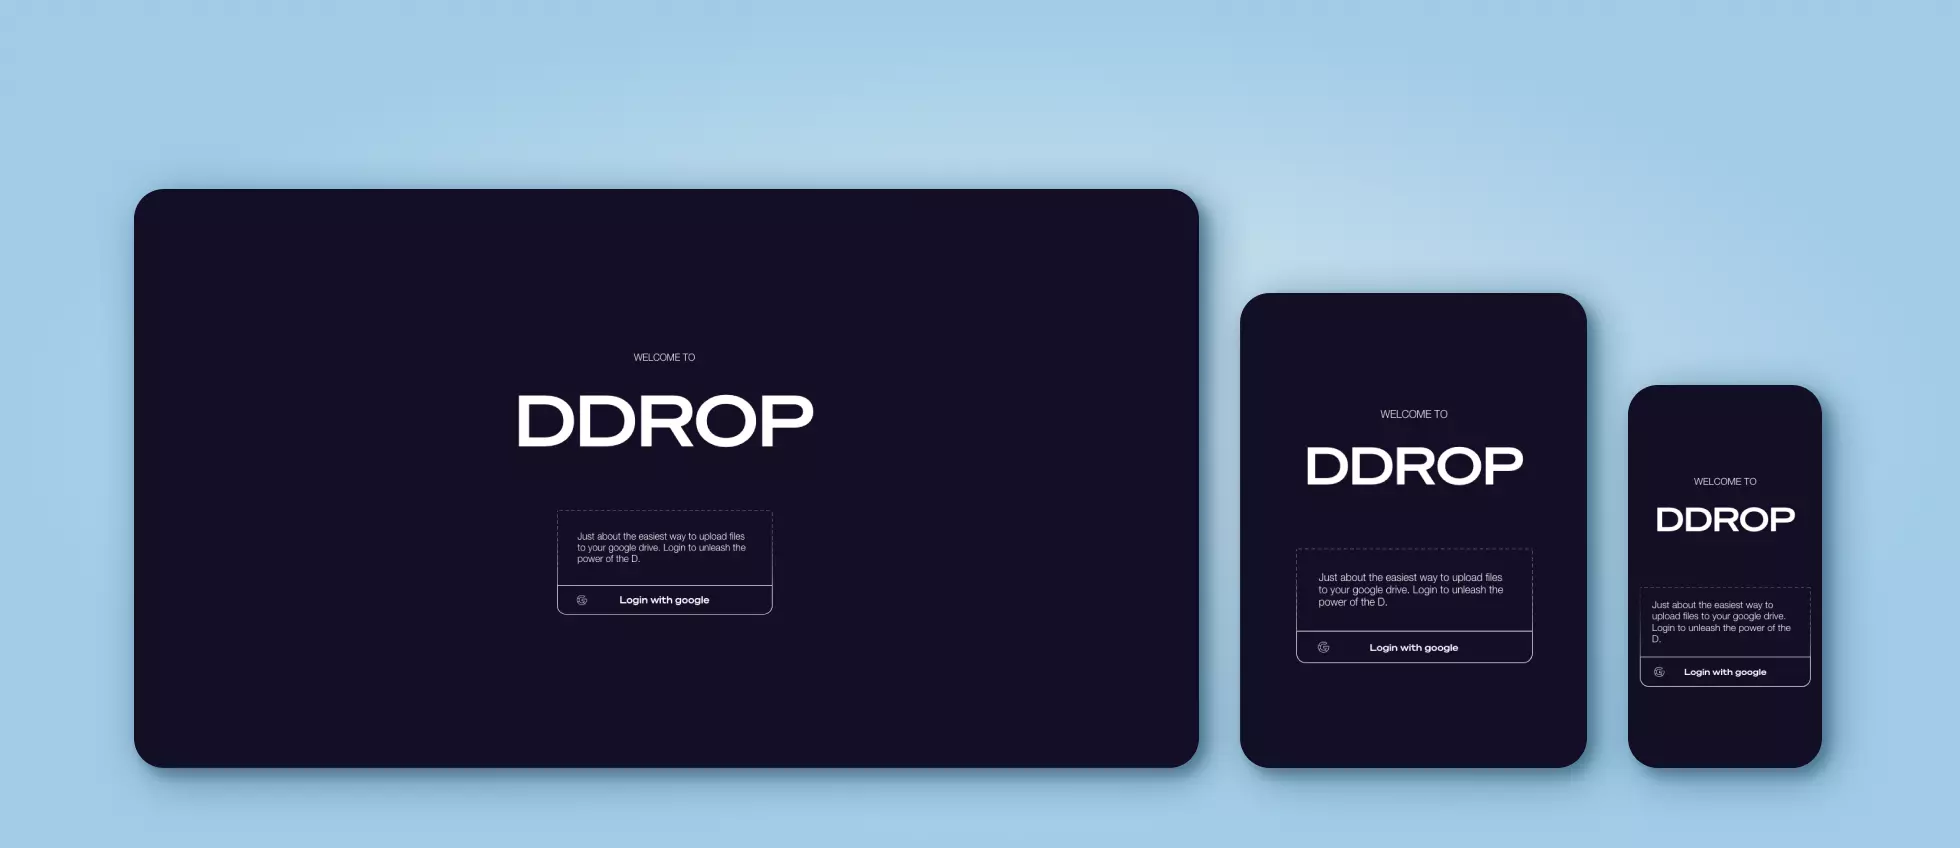 WELCOME TO
DDROP
Just about the easiest way to upload files
to your google drive. Login to unleash the
power of the D.
Login with google
WELCOME TO
DDROP
Just about the easiest way to upload files
to your google drive. Login to unleash the
power of the D.
Login with google
WELCOME TO
DDROP
Just about the easiest way to
upload files to your google drive.
Login to unleash the power of the
D.
Login with google